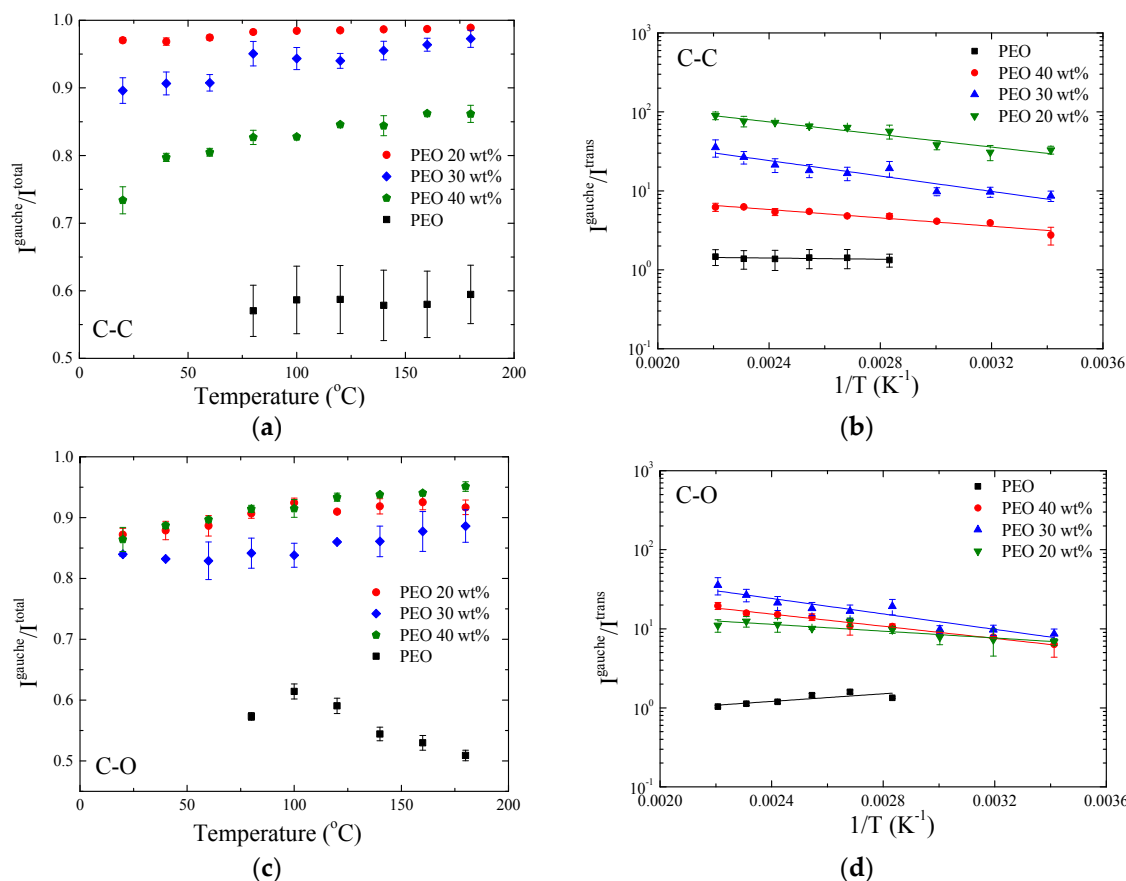 1.0
0.9
0.8
0.7
0.6
0.5
I^gauche/I^total
PEO 20 wt%
PEO 30 wt%
PEO 40 wt%
PEO
C-C
0 50 100 150 200
Temperature (°C)
(a)
10^3
10^2
10^1
10^0
10^-1
I^gauche/I^trans
C-C
PEO
PEO 40 wt%
PEO 30 wt%
PEO 20 wt%
0.0020 0.0024 0.0028 0.0032 0.0036
1/T (K^-1)
(b)
1.0
0.9
0.8
0.7
0.6
0.5
I^gauche/I^total
PEO 20 wt%
PEO 30 wt%
PEO 40 wt%
PEO
C-O
0 50 100 150 200
Temperature (°C)
(c)
10^3
10^2
10^1
10^0
10^-1
I^gauche/I^trans
C-O
PEO
PEO 40 wt%
PEO 30 wt%
PEO 20 wt%
0.0020 0.0024 0.0028 0.0032 0.0036
1/T (K^-1)
(d)